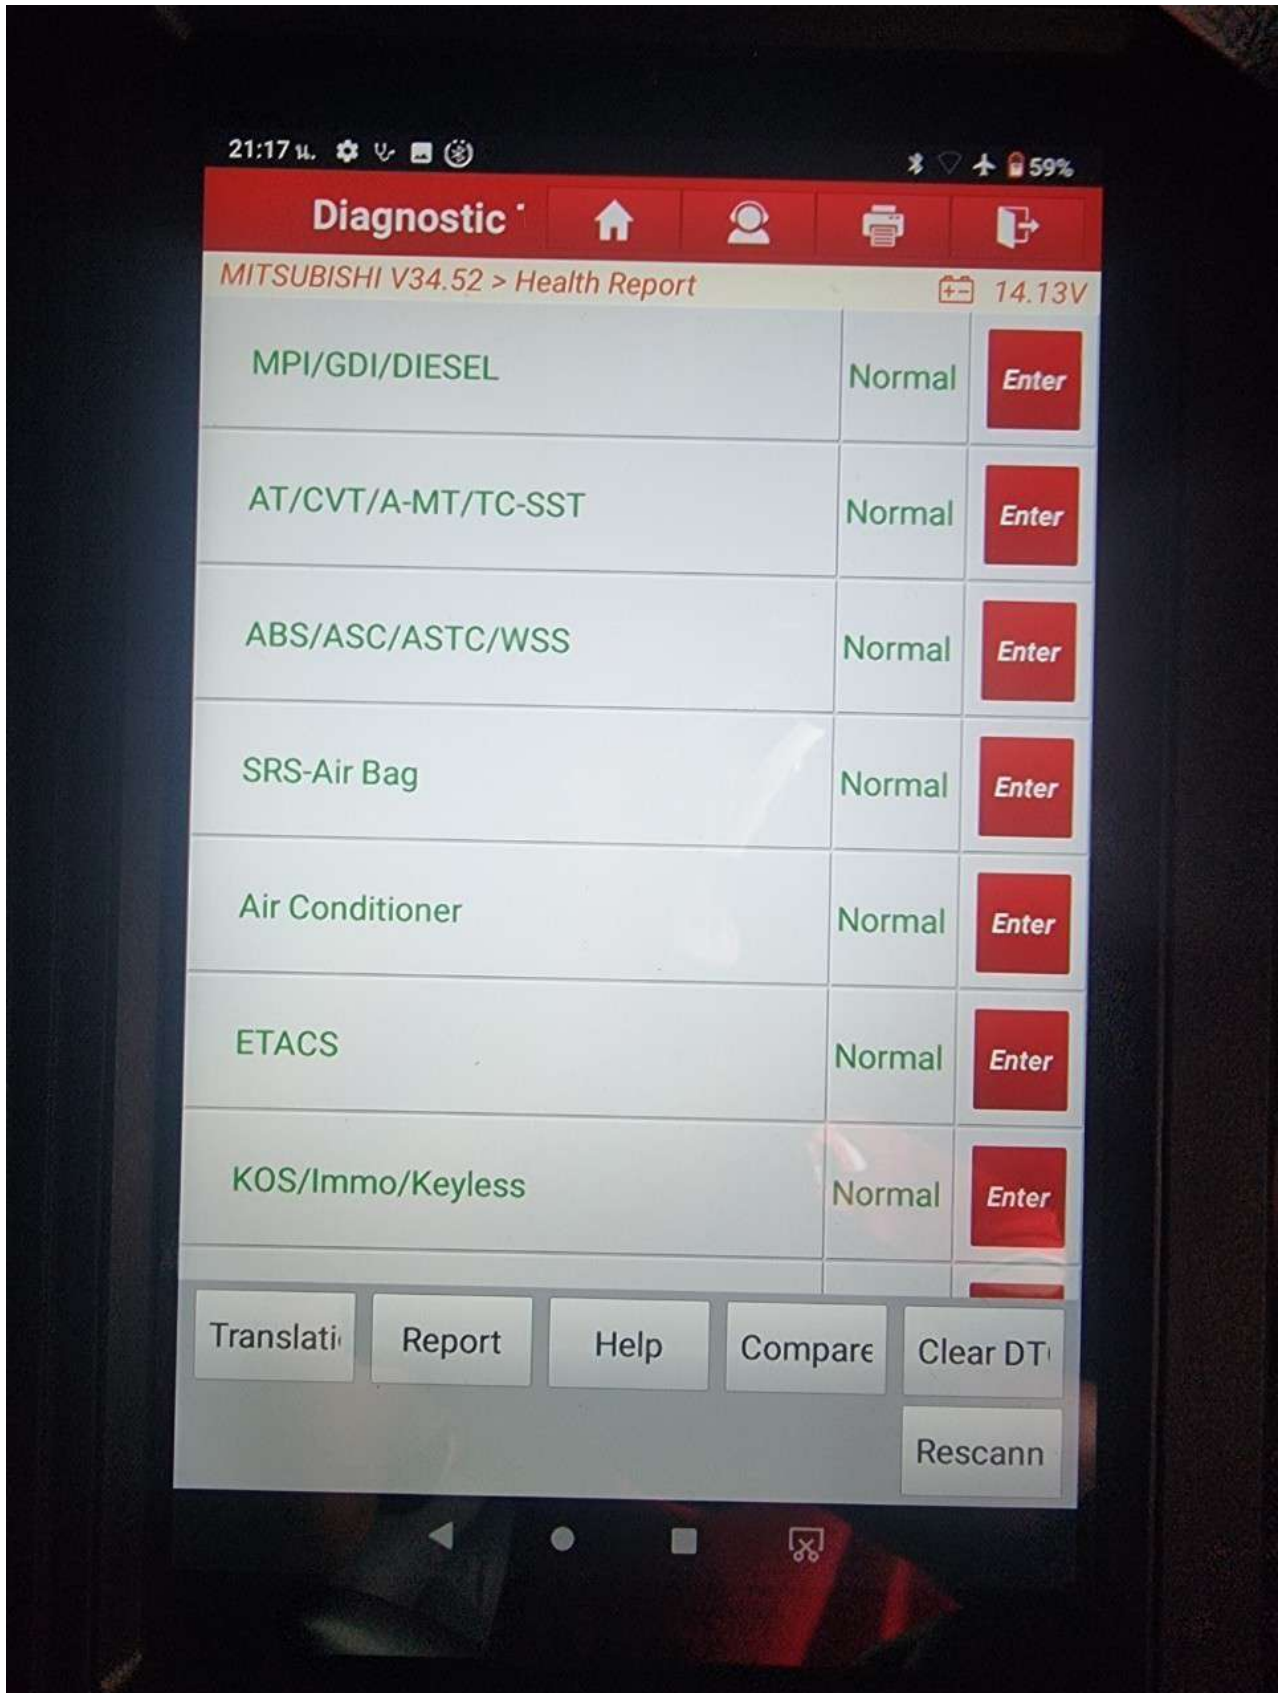 21:17 น.
59%
Diagnostic
MITSUBISHI V34.52 > Health Report
14.13V
MPI/GDI/DIESEL Normal Enter
AT/CVT/A-MT/TC-SST Normal Enter
ABS/ASC/ASTC/WSS Normal Enter
SRS-Air Bag Normal Enter
Air Conditioner Normal Enter
ETACS Normal Enter
KOS/Immo/Keyless Normal Enter
Translati Report Help Compare Clear DT
Rescann